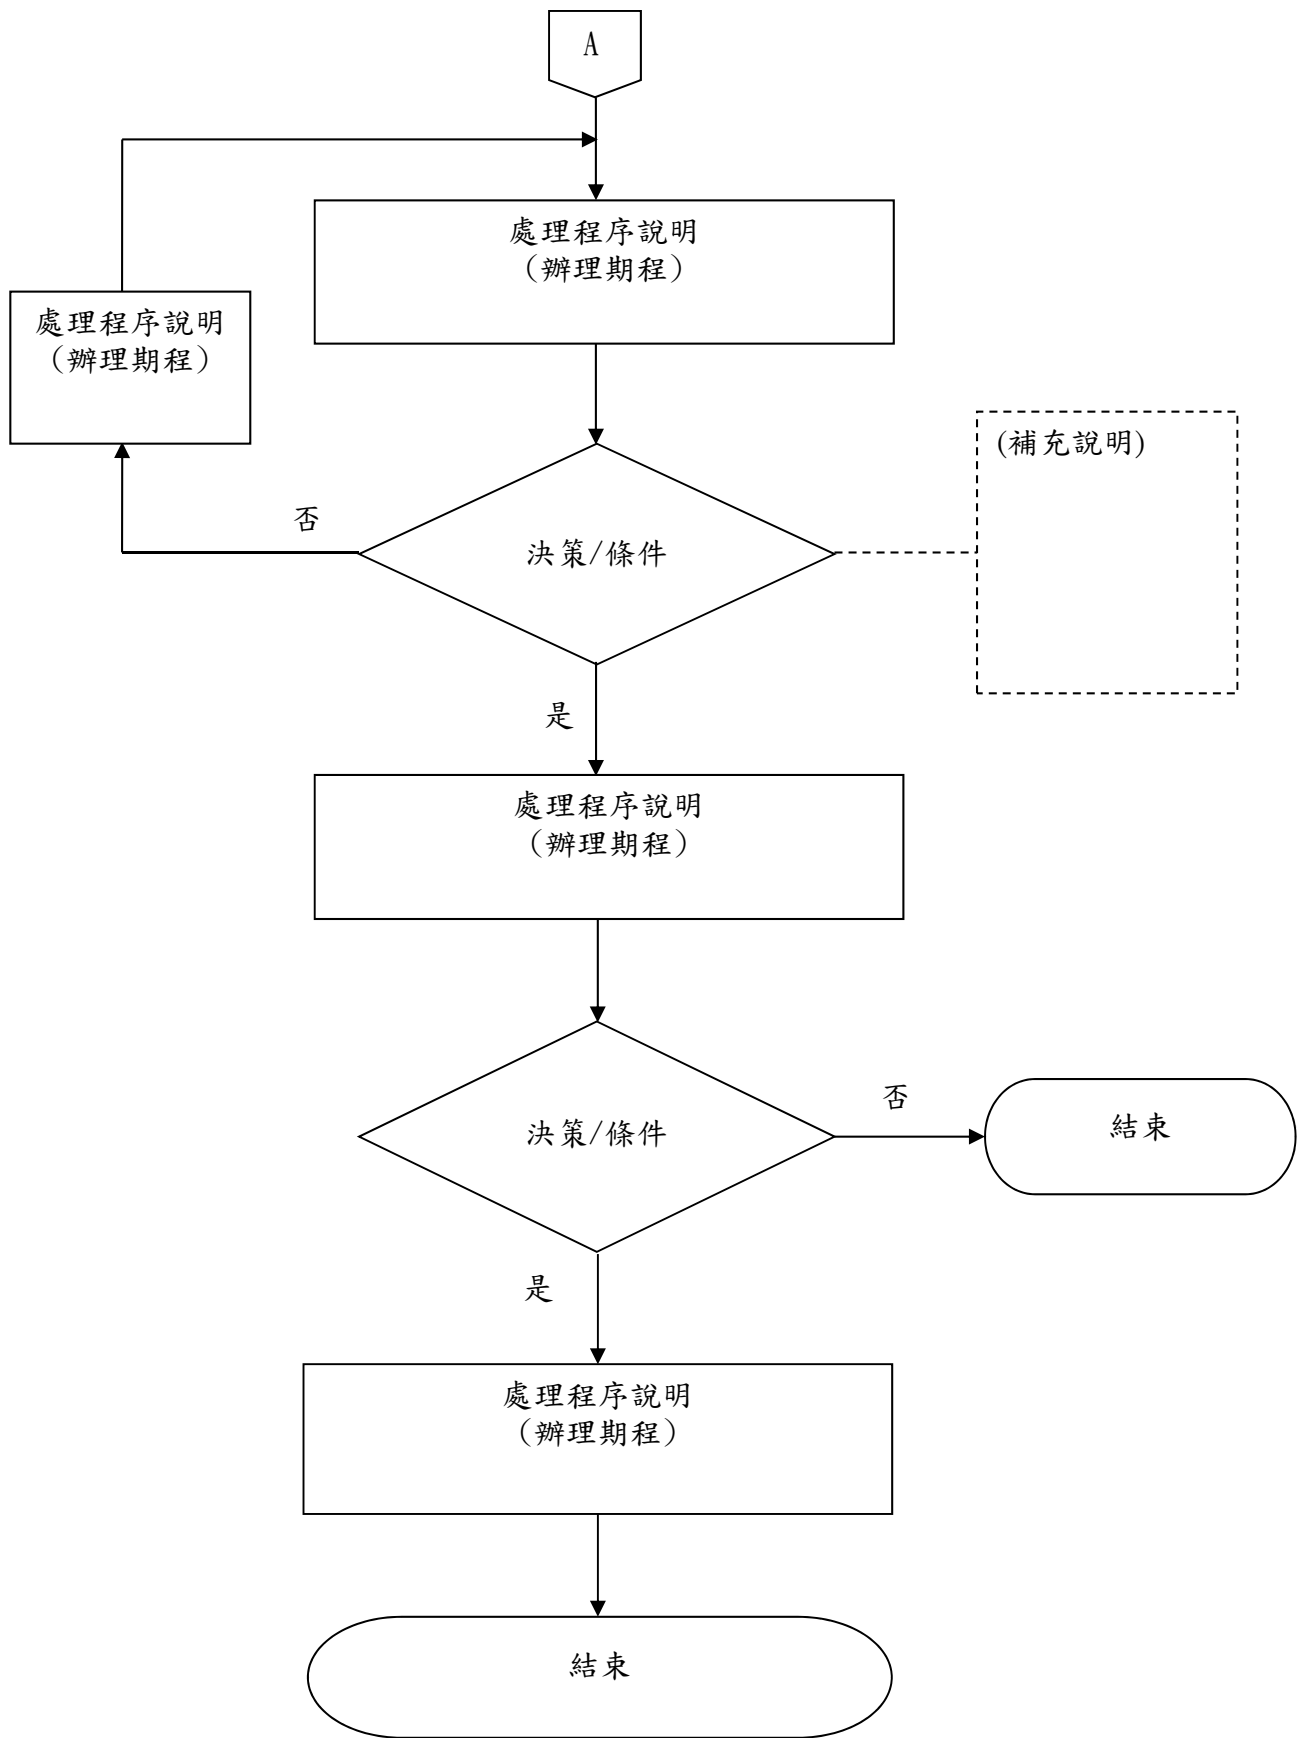 A
處理程序說明
（辦理期程）
處理程序說明
（辦理期程）
(補充說明)
否
決策/條件
是
處理程序說明
（辦理期程）
否
決策/條件
結束
是
處理程序說明
（辦理期程）
結束